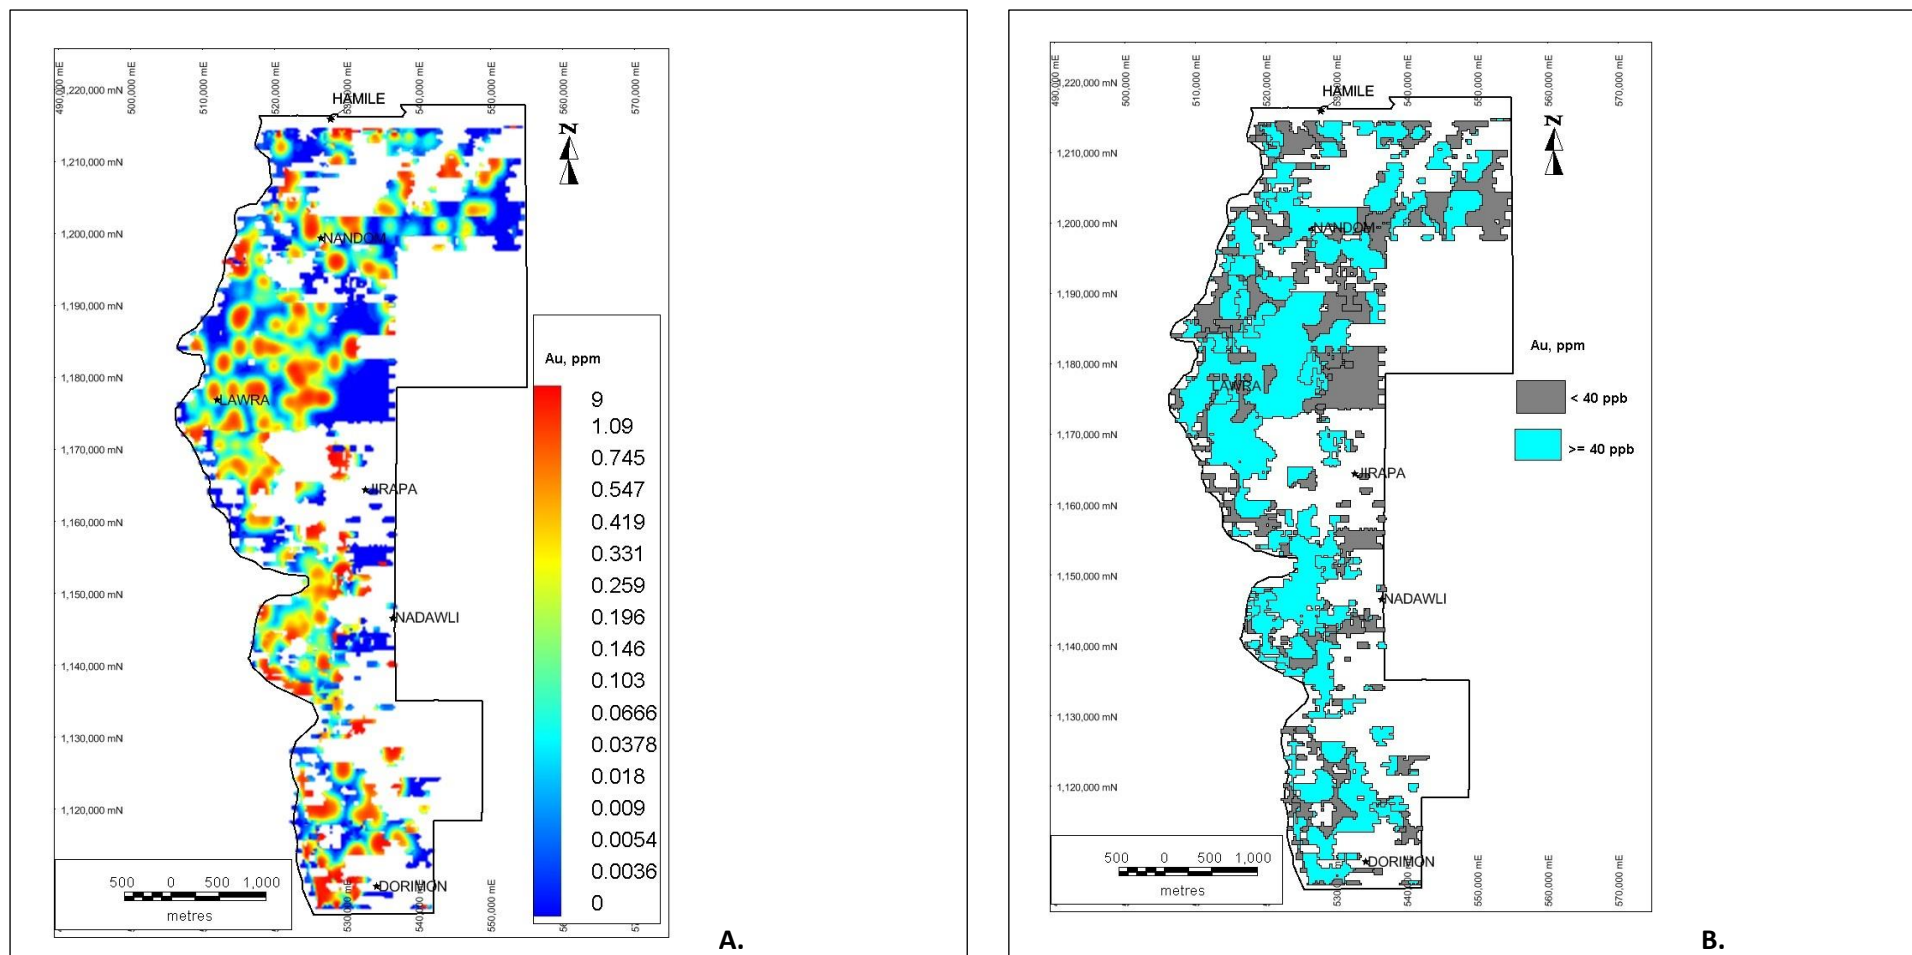 490,000 mE
500,000 mE
510,000 mE
520,000 mE
530,000 mE
540,000 mE
550,000 mE
560,000 mE
570,000 mE
1,220,000 mN
HAMILE
N
1,210,000 mN
1,200,000 mN
NANDOM
1,190,000 mN
1,180,000 mN
LAWRA
1,170,000 mN
JIRAPA
1,160,000 mN
1,150,000 mN
NADAWLI
1,140,000 mN
1,130,000 mN
1,120,000 mN
DORIMON
Au, ppm
9
1.09
0.745
0.547
0.419
0.331
0.259
0.196
0.146
0.103
0.0666
0.0378
0.018
0.009
0.0054
0.0036
0
500 0 500 1,000
metres
530,000 mE
540,000 mE
550,000 mE
A.
490,000 mE
500,000 mE
510,000 mE
520,000 mE
530,000 mE
540,000 mE
550,000 mE
560,000 mE
570,000 mE
1,220,000 mN
HAMILE
N
1,210,000 mN
1,200,000 mN
NANDOM
1,190,000 mN
1,180,000 mN
LAWRA
1,170,000 mN
JIRAPA
1,160,000 mN
1,150,000 mN
NADAWLI
1,140,000 mN
1,130,000 mN
1,120,000 mN
DORIMON
Au, ppm
< 40 ppb
>= 40 ppb
500 0 500 1,000
metres
530,000 mE
540,000 mE
550,000 mE
560,000 mE
570,000 mE
B.